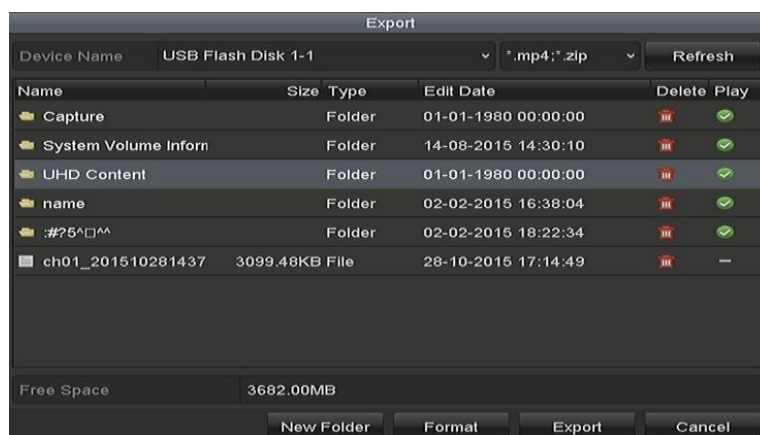 Export
Device Name USB Flash Disk 1-1 *.mp4;*.zip Refresh
Name Size Type Edit Date Delete Play
Capture Folder 01-01-1980 00:00:00
System Volume Inforn Folder 14-08-2015 14:30:10
UHD Content Folder 01-01-1980 00:00:00
name Folder 02-02-2015 16:38:04
:#?5^□^^ Folder 02-02-2015 18:22:34
ch01_201510281437 3099.48KB File 28-10-2015 17:14:49
Free Space 3682.00MB
New Folder Format Export Cancel